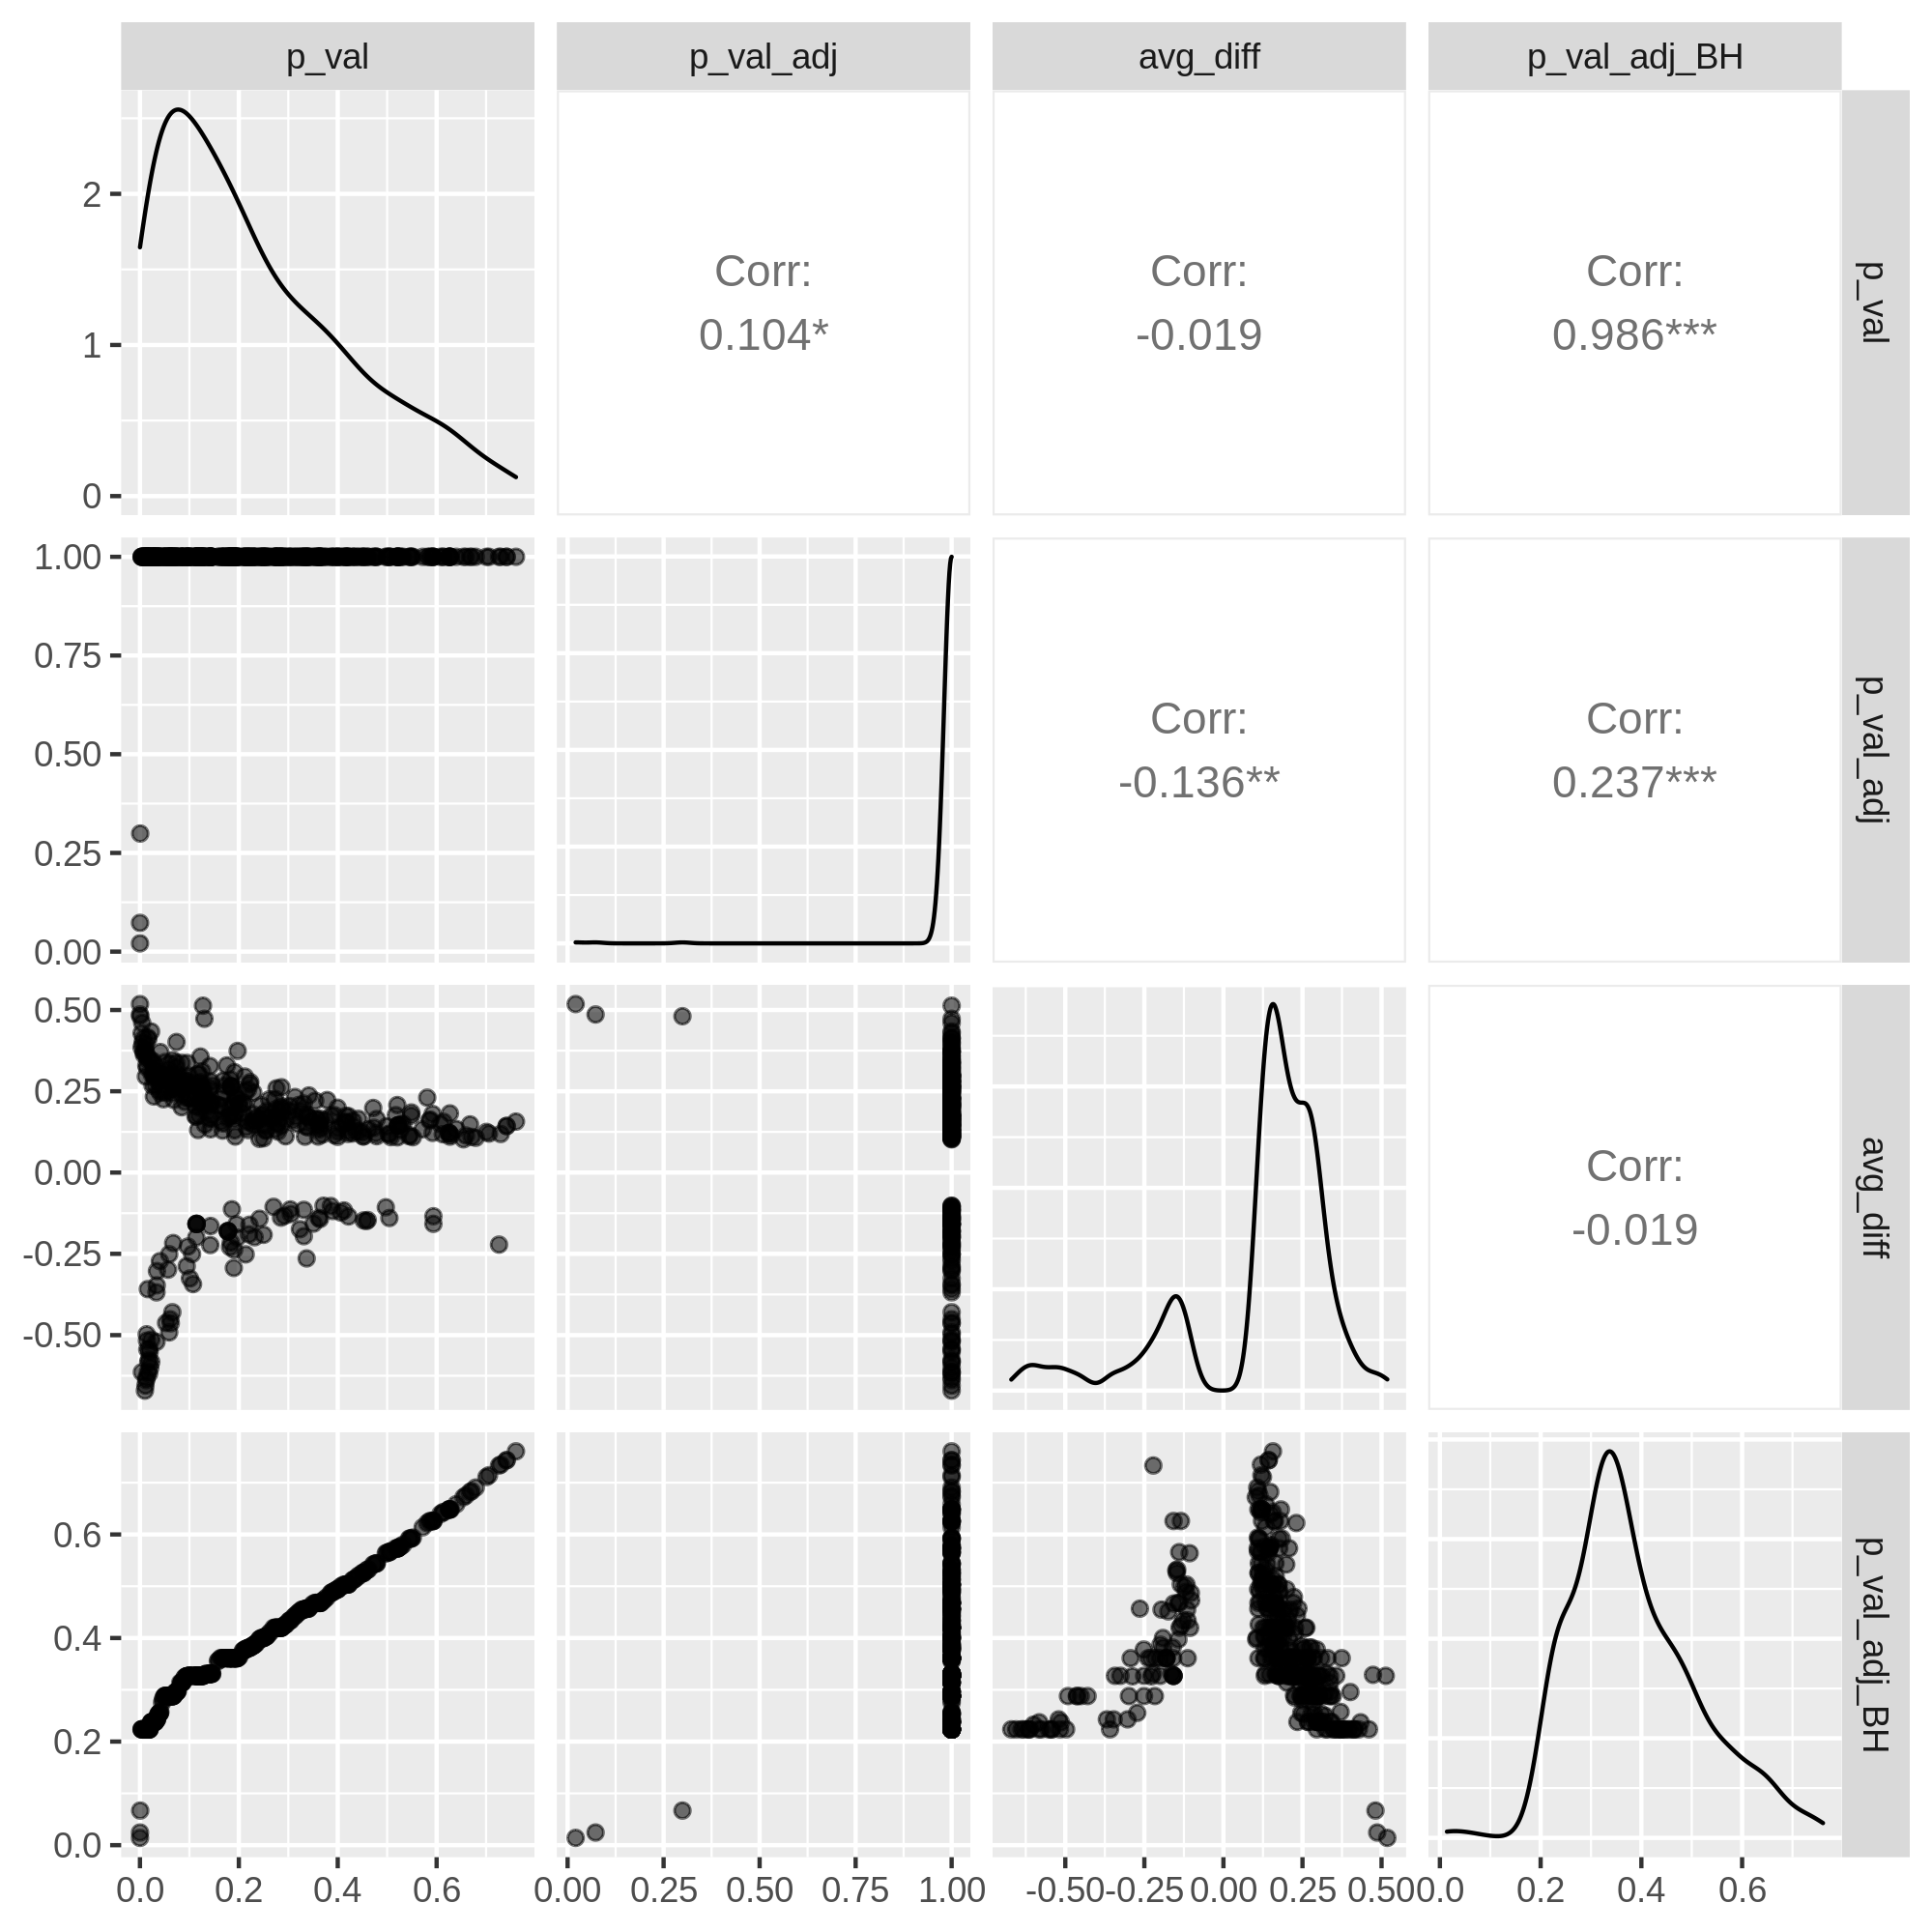 p_val p_val_adj avg_diff p_val_adj_BH
2
1
0
Corr:
0.104*
Corr:
-0.019
Corr:
0.986***
p_val
1.00
0.75
0.50
0.25
0.00
Corr:
-0.136**
Corr:
0.237***
p_val_adj
0.50
0.25
0.00
-0.25
-0.50
Corr:
-0.019
avg_diff
0.6
0.4
0.2
0.0
p_val_adj_BH
0.0 0.2 0.4 0.6 0.00 0.25 0.50 0.75 1.00 -0.50 -0.25 0.00 0.25 0.50 0.0 0.2 0.4 0.6